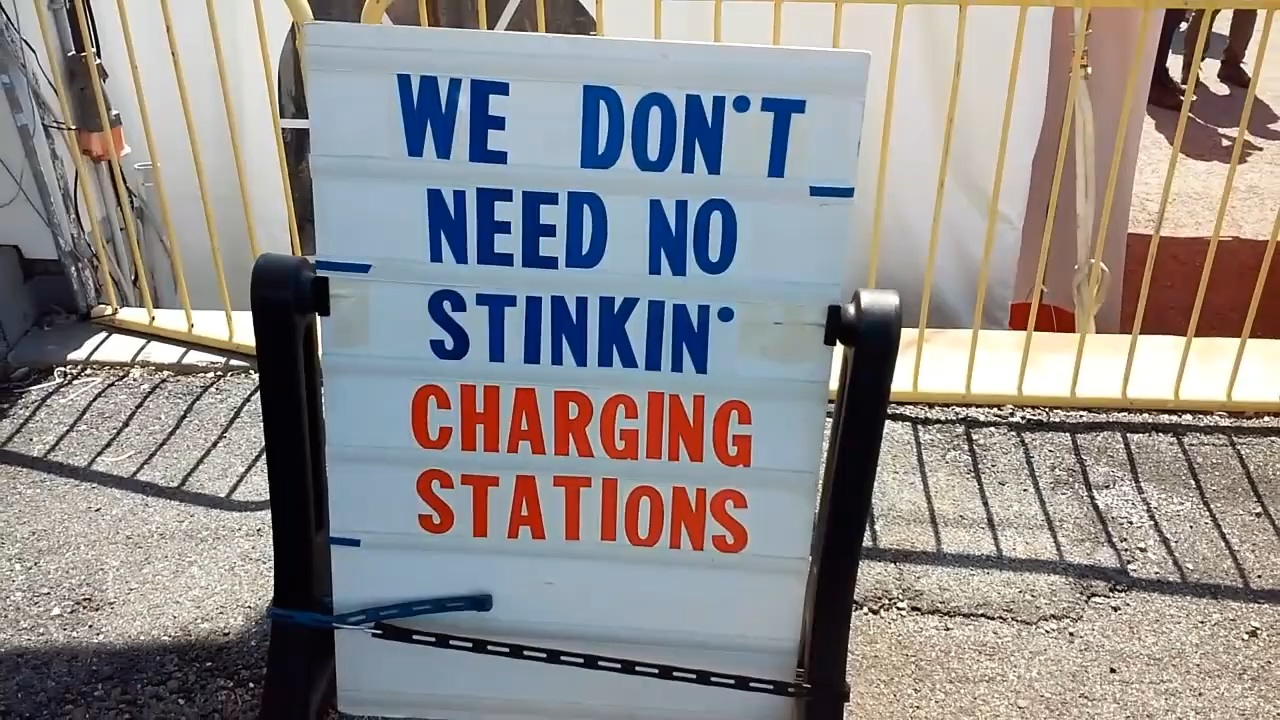 WE DON'T
NEED NO
STINKIN'
CHARGING
STATIONS